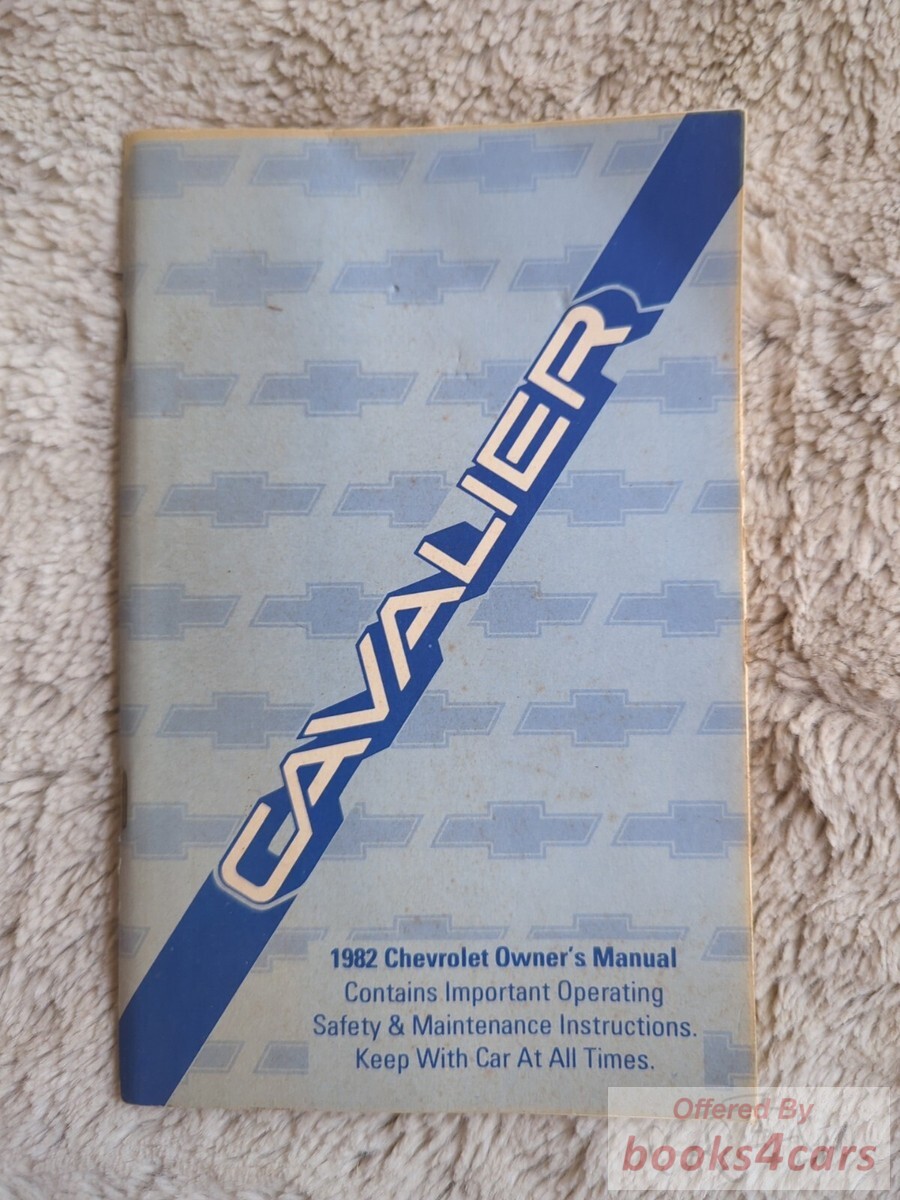 CAVALIER
1982 Chevrolet Owner's Manual
Contains Important Operating
Safety & Maintenance Instructions.
Keep With Car At All Times.
Offered By
books4cars